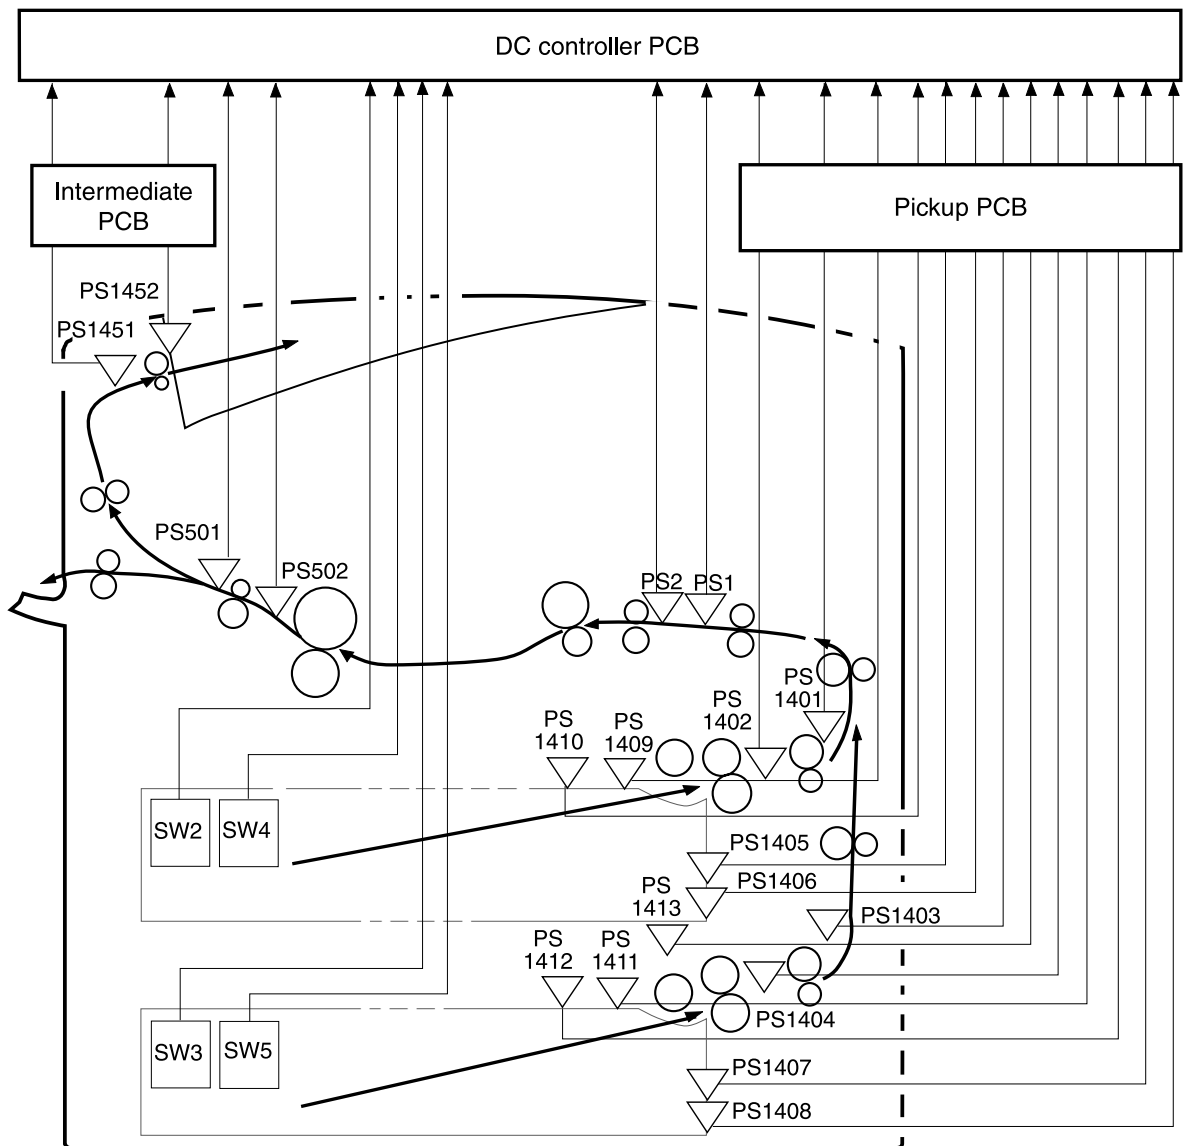 DC controller PCB
Intermediate
PCB
Pickup PCB
PS1452
PS1451
PS501
PS502
PS2
PS1
PS
1401
PS
1402
PS
1410
PS
1409
SW2
SW4
PS1405
PS1406
PS
1413
PS1403
PS
1412
PS
1411
PS1404
SW3
SW5
PS1407
PS1408